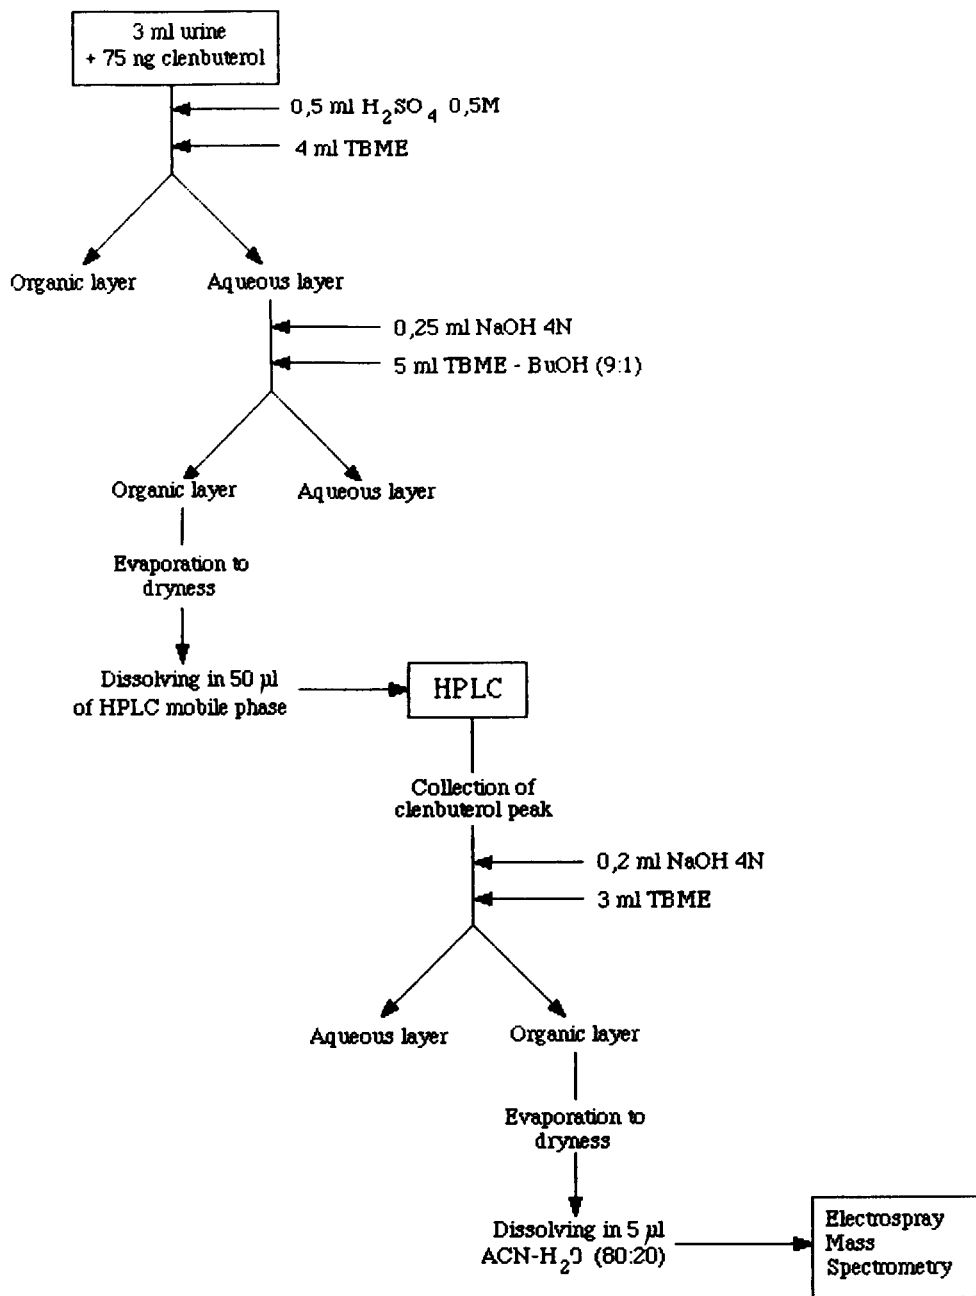 3 ml urine
+ 75 ng clenbuterol
0,5 ml H₂SO₄ 0,5M
4 ml TBME
Organic layer
Aqueous layer
0,25 ml NaOH 4N
5 ml TBME - BuOH (9:1)
Organic layer
Aqueous layer
Evaporation to
dryness
Dissolving in 50 µl
of HPLC mobile phase
HPLC
Collection of
clenbuterol peak
0,2 ml NaOH 4N
3 ml TBME
Aqueous layer
Organic layer
Evaporation to
dryness
Dissolving in 5 µl
ACN-H₂O (80:20)
Electrospray
Mass
Spectrometry